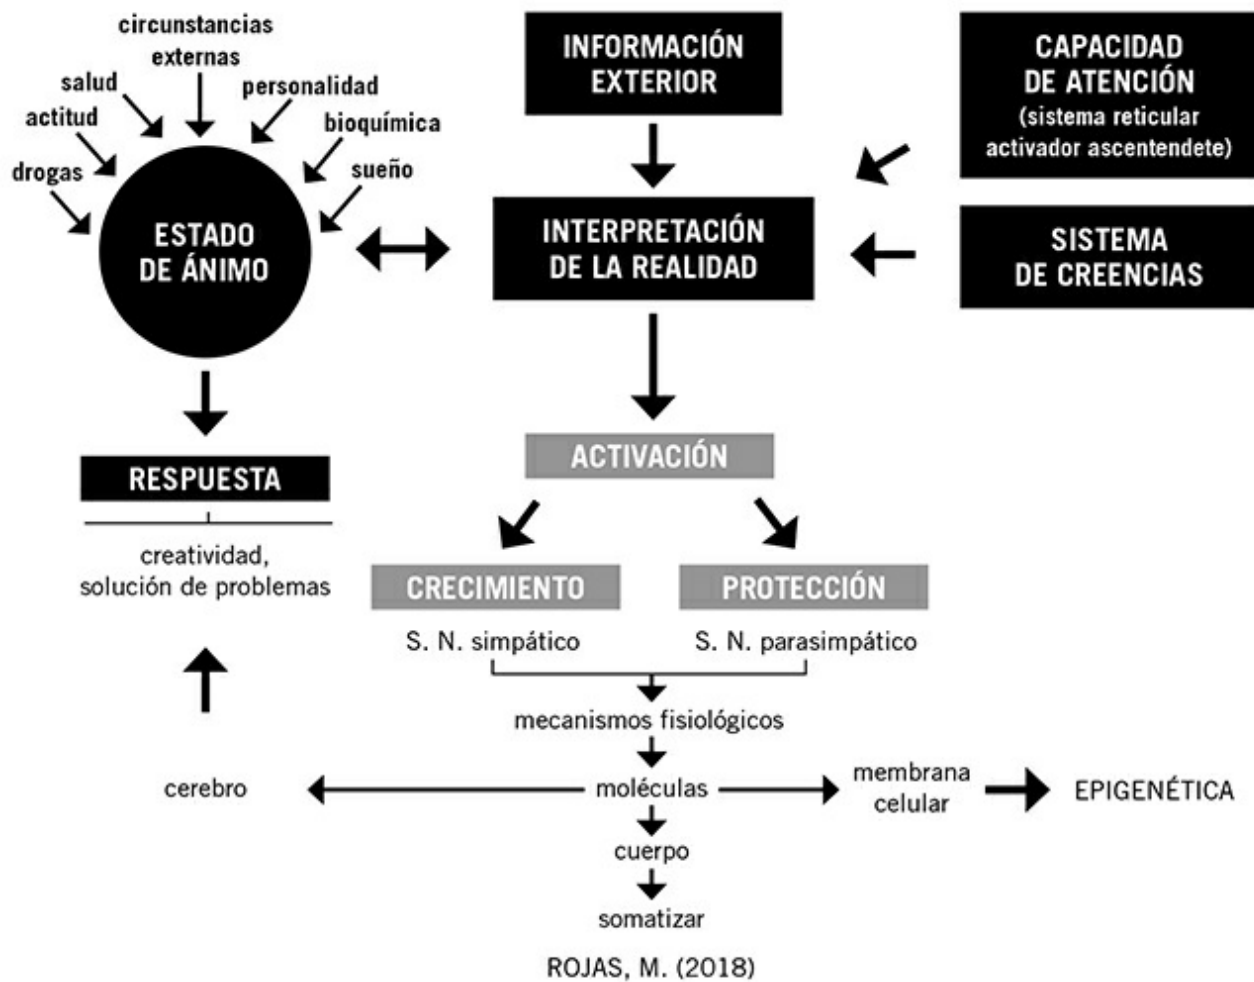 circunstancias
externas
salud
personalidad
actitud
bioquímica
drogas
sueño
ESTADO
DE ÁNIMO
INFORMACIÓN
EXTERIOR
CAPACIDAD
DE ATENCIÓN
(sistema reticular
activador ascentendete)
INTERPRETACIÓN
DE LA REALIDAD
SISTEMA
DE CREENCIAS
RESPUESTA
creatividad,
solución de problemas
ACTIVACIÓN
CRECIMIENTO
PROTECCIÓN
S. N. simpático
S. N. parasimpático
mecanismos fisiológicos
cerebro
moléculas
membrana
celular
EPIGENÉTICA
cuerpo
somatizar
ROJAS, M. (2018)